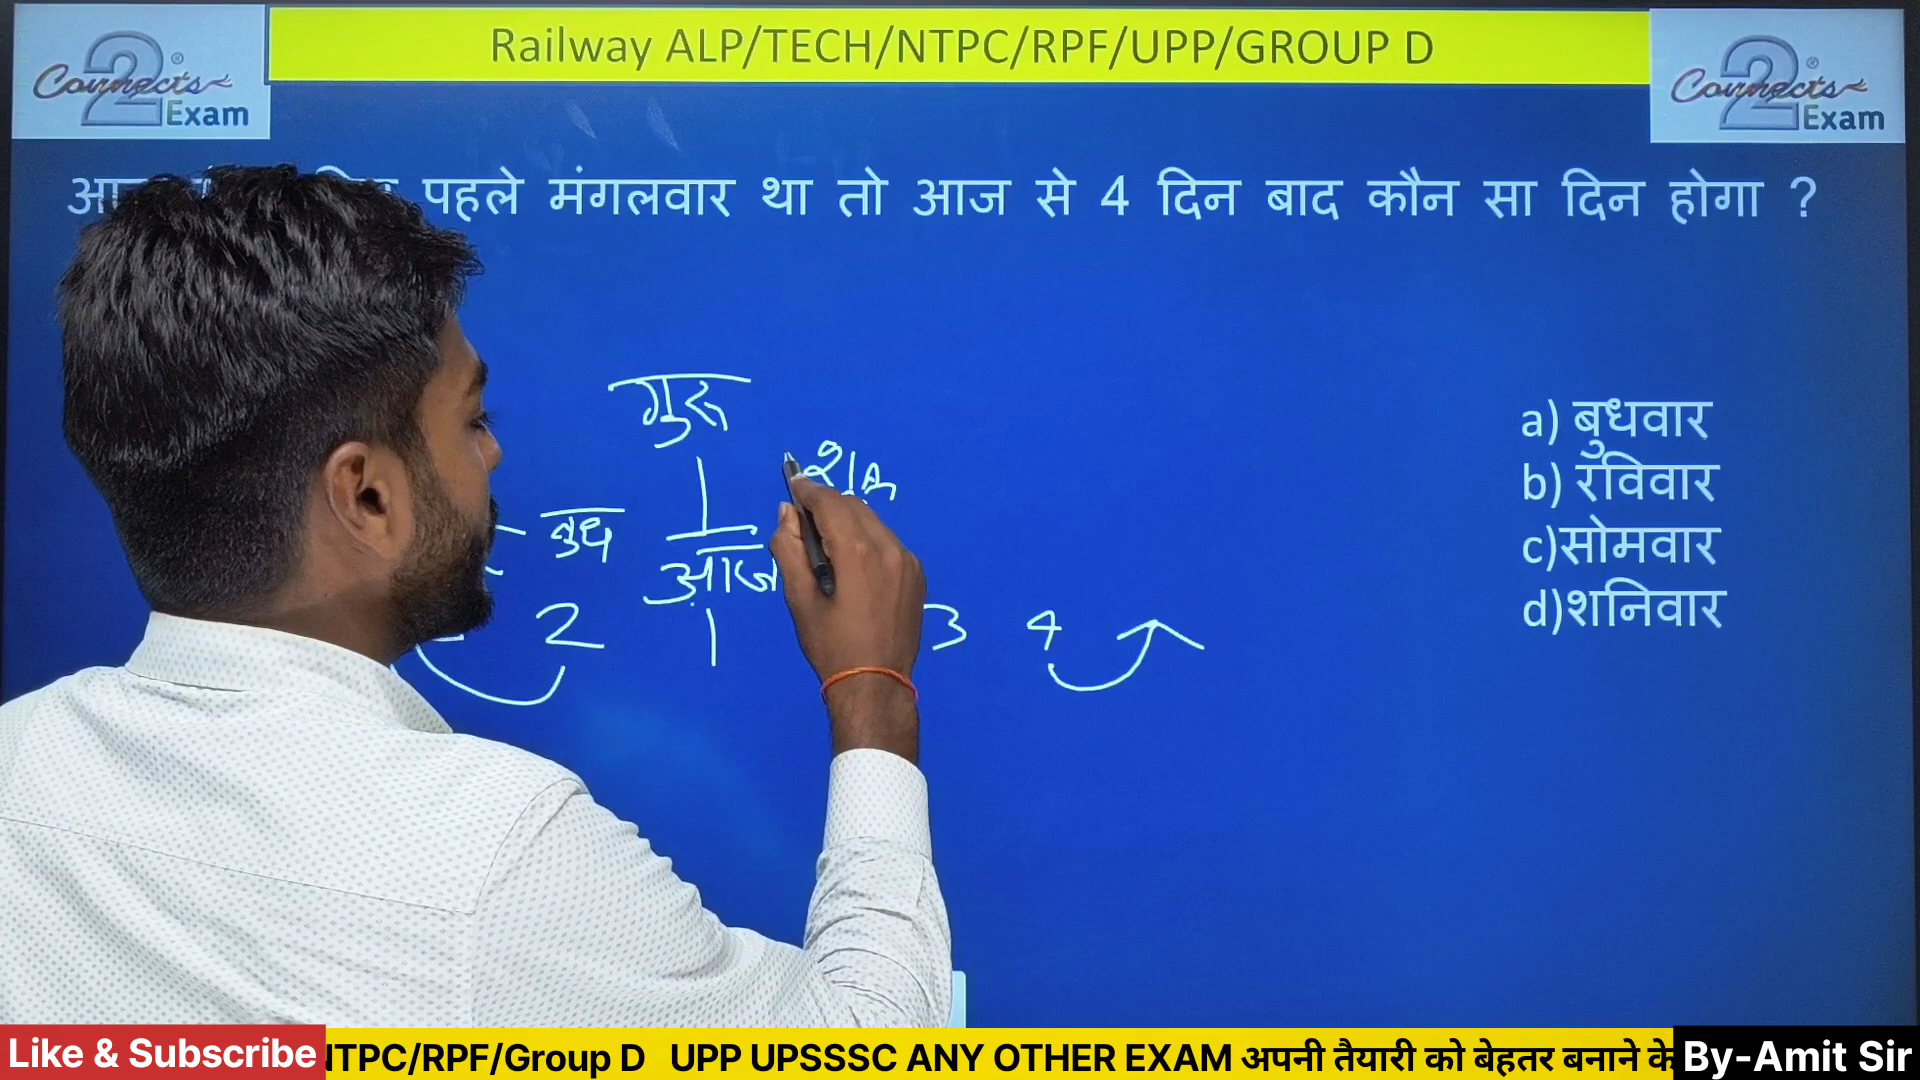 Connects 2 Exam
Railway ALP/TECH/NTPC/RPF/UPP/GROUP D
Connects 2 Exam
पहले मंगलवार था तो आज से 4 दिन बाद कौन सा दिन होगा ?
गुरु
बुध
आज
2 1 3 4
a) बुधवार
b) रविवार
c)सोमवार
d)शनिवार
Like & Subscribe
NTPC/RPF/Group D UPP UPSSSC ANY OTHER EXAM अपनी तैयारी को बेहतर बनाने के
By-Amit Sir